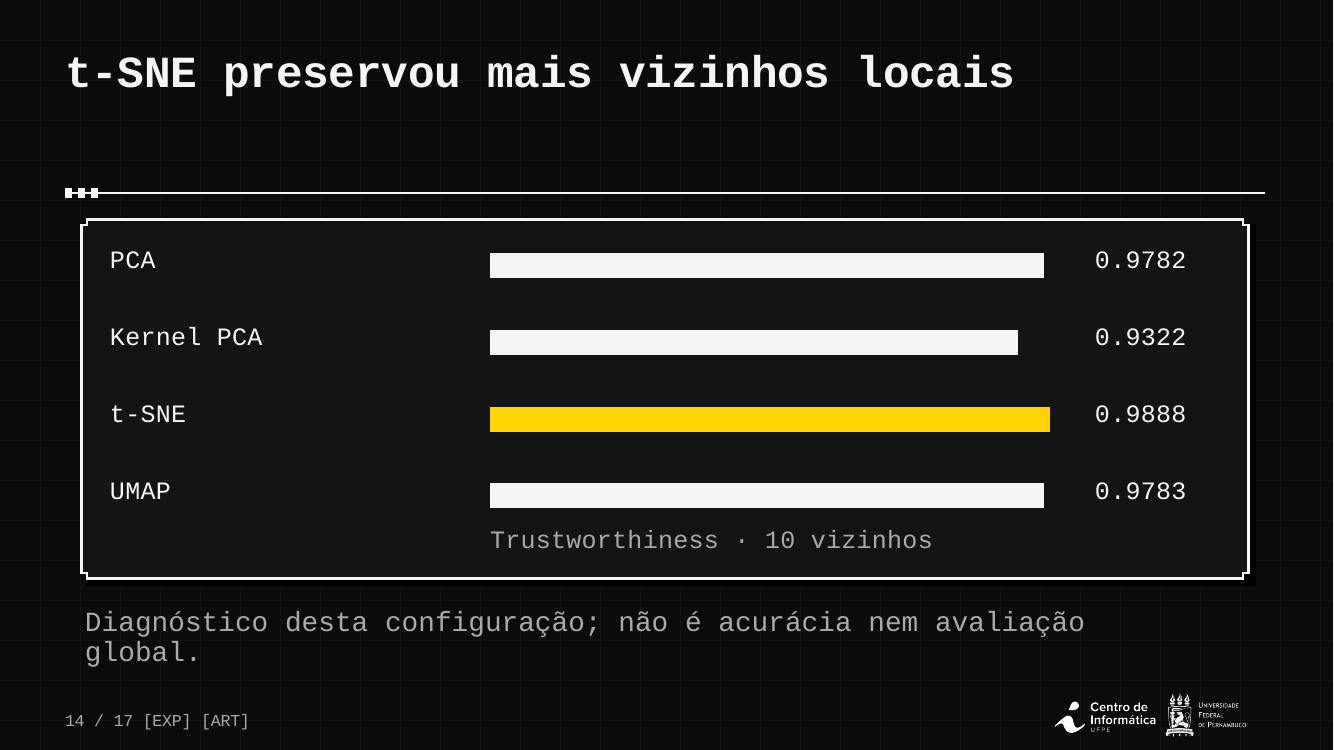 t-SNE preservou mais vizinhos locais
PCA 0.9782
Kernel PCA 0.9322
t-SNE 0.9888
UMAP 0.9783
Trustworthiness · 10 vizinhos
Diagnóstico desta configuração; não é acurácia nem avaliação
global.
14 / 17 [EXP] [ART]
Centro de
Informática
UFPE
Universidade
Federal
de Pernambuco